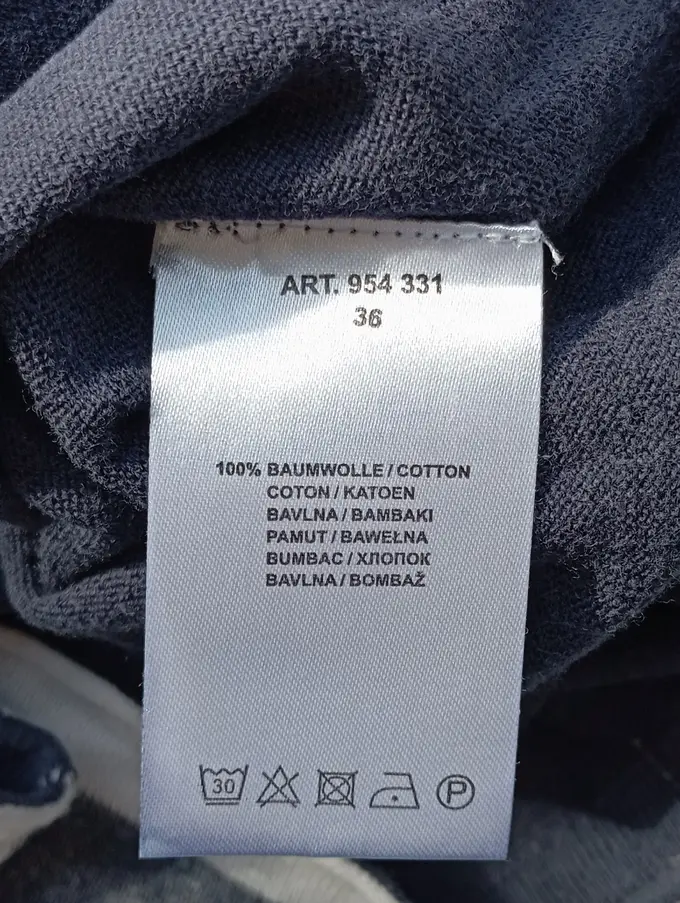 ART. 954 331
36
100% BAUMWOLLE / COTTON
COTON / KATOEN
BAVLNA / BAMBAKI
PAMUT / BAWEŁNA
BUMBAC / ХЛОПОК
BAVLNA / BOMBAŽ
30 P